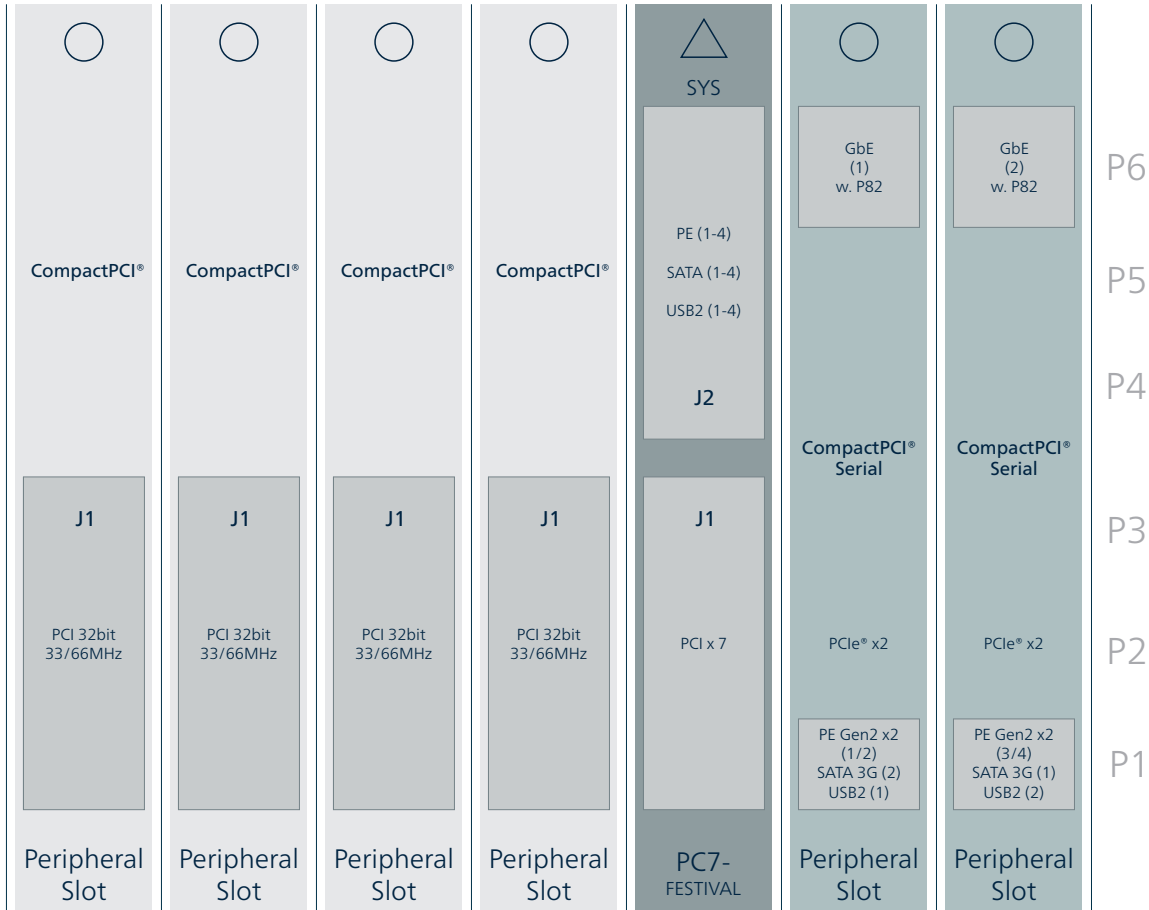 CompactPCI®
J1
PCI 32bit
33/66MHz
Peripheral
Slot
CompactPCI®
J1
PCI 32bit
33/66MHz
Peripheral
Slot
CompactPCI®
J1
PCI 32bit
33/66MHz
Peripheral
Slot
CompactPCI®
J1
PCI 32bit
33/66MHz
Peripheral
Slot
SYS
PE (1-4)
SATA (1-4)
USB2 (1-4)
J2
J1
PCI x 7
PC7-
FESTIVAL
GbE
(1)
w. P82
CompactPCI®
Serial
PCIe® x2
PE Gen2 x2
(1/2)
SATA 3G (2)
USB2 (1)
Peripheral
Slot
GbE
(2)
w. P82
CompactPCI®
Serial
PCIe® x2
PE Gen2 x2
(3/4)
SATA 3G (1)
USB2 (2)
Peripheral
Slot
P6
P5
P4
P3
P2
P1